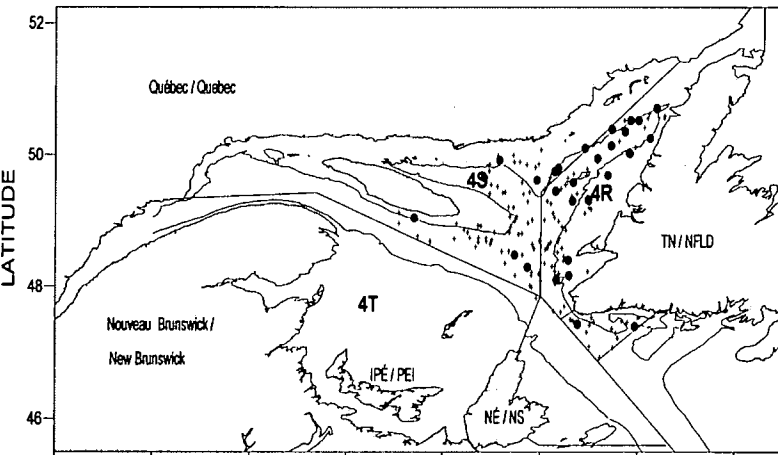 52
Québec / Quebec
50
4S
4R
LATITUDE
TN / NFLD
48
4T
Nouveau Brunswick /
New Brunswick
IPÉ / PEI
NÉ / NS
46